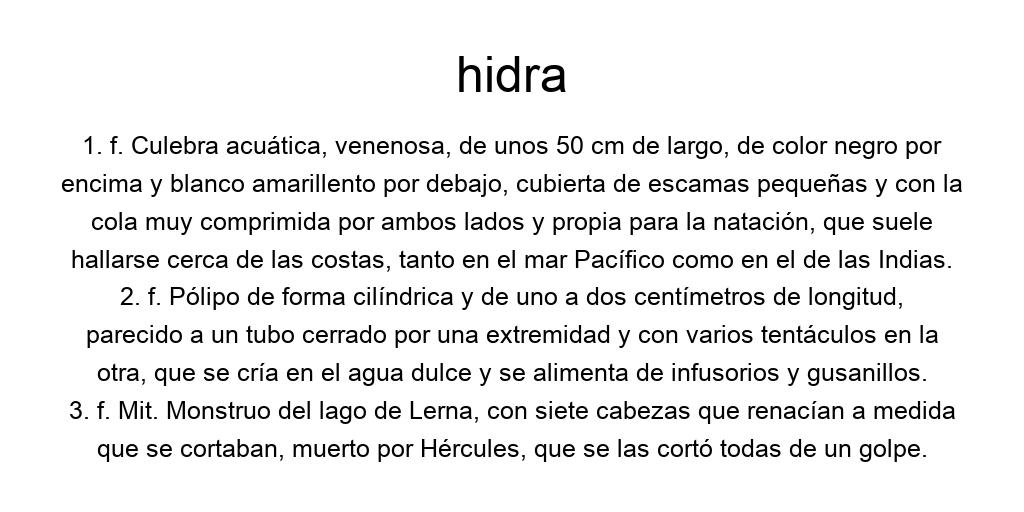 hidra
1. f. Culebra acuática, venenosa, de unos 50 cm de largo, de color negro por
encima y blanco amarillento por debajo, cubierta de escamas pequeñas y con la
cola muy comprimida por ambos lados y propia para la natación, que suele
hallarse cerca de las costas, tanto en el mar Pacífico como en el de las Indias.
2. f. Pólipo de forma cilíndrica y de uno a dos centímetros de longitud,
parecido a un tubo cerrado por una extremidad y con varios tentáculos en la
otra, que se cría en el agua dulce y se alimenta de infusorios y gusanillos.
3. f. Mit. Monstruo del lago de Lerna, con siete cabezas que renacían a medida
que se cortaban, muerto por Hércules, que se las cortó todas de un golpe.